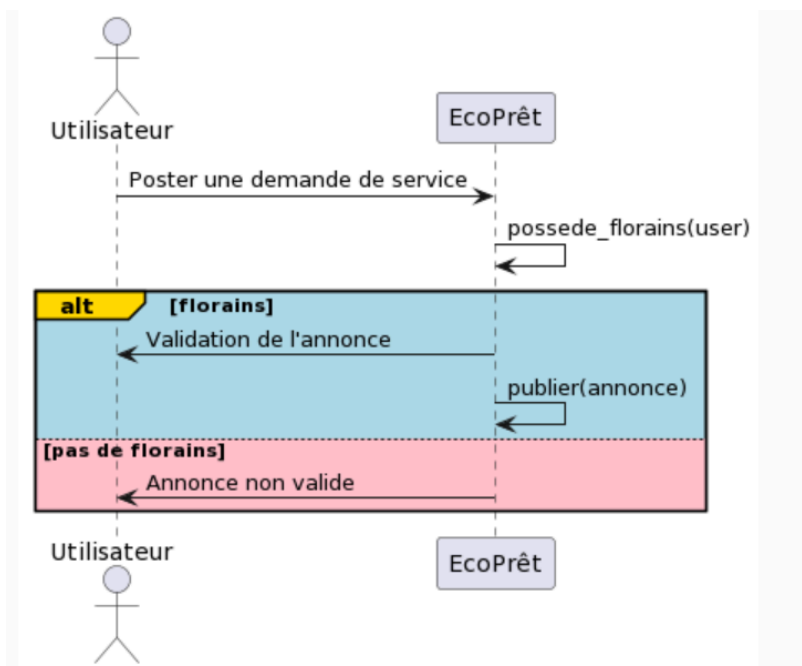 Utilisateur
EcoPrêt
Poster une demande de service
possede_florains(user)
alt [florains]
Validation de l'annonce
publier(annonce)
[pas de florains]
Annonce non valide
Utilisateur
EcoPrêt